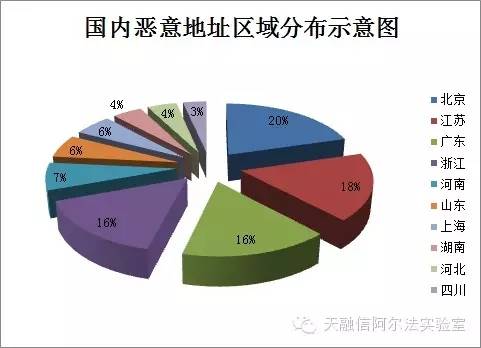 国内恶意地址区域分布示意图
20%
18%
16%
16%
7%
6%
6%
4%
4%
3%
北京
江苏
广东
浙江
河南
山东
上海
湖南
河北
四川
天融信阿尔法实验室